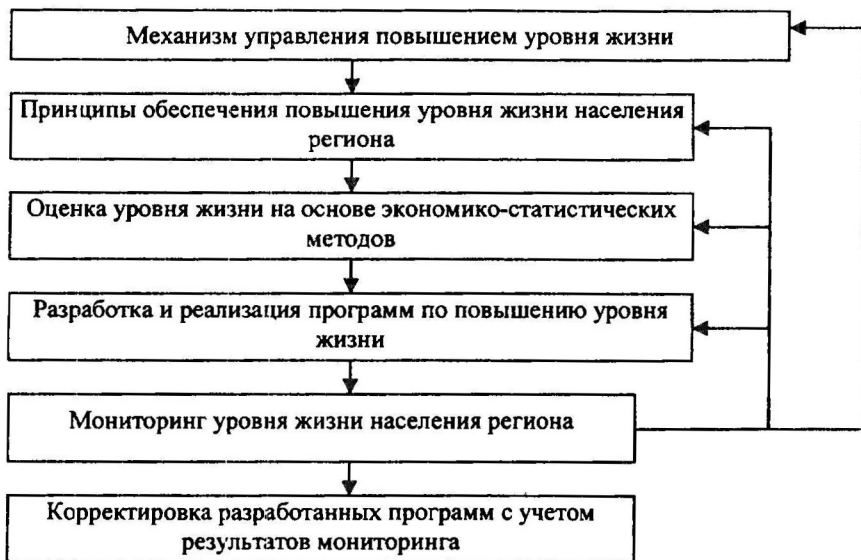 Механизм управления повышением уровня жизни
Принципы обеспечения повышения уровня жизни населения
региона
Оценка уровня жизни на основе экономико-статистических
методов
Разработка и реализация программ по повышению уровня
жизни
Мониторинг уровня жизни населения региона
Корректировка разработанных программ с учетом
результатов мониторинга